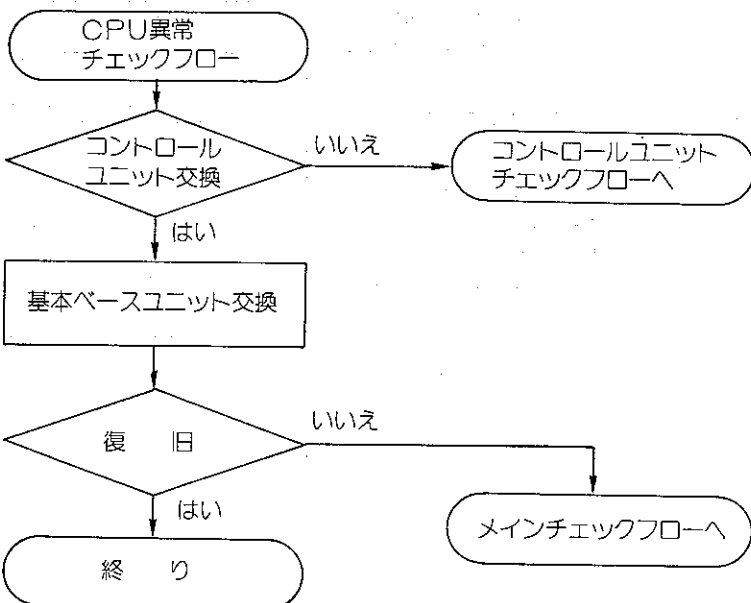 CPU異常
チェックフロー
コントロール
ユニット交換
いいえ
コントロールユニット
チェックフローへ
はい
基本ベースユニット交換
復 旧
いいえ
はい
メインチェックフローへ
終 り